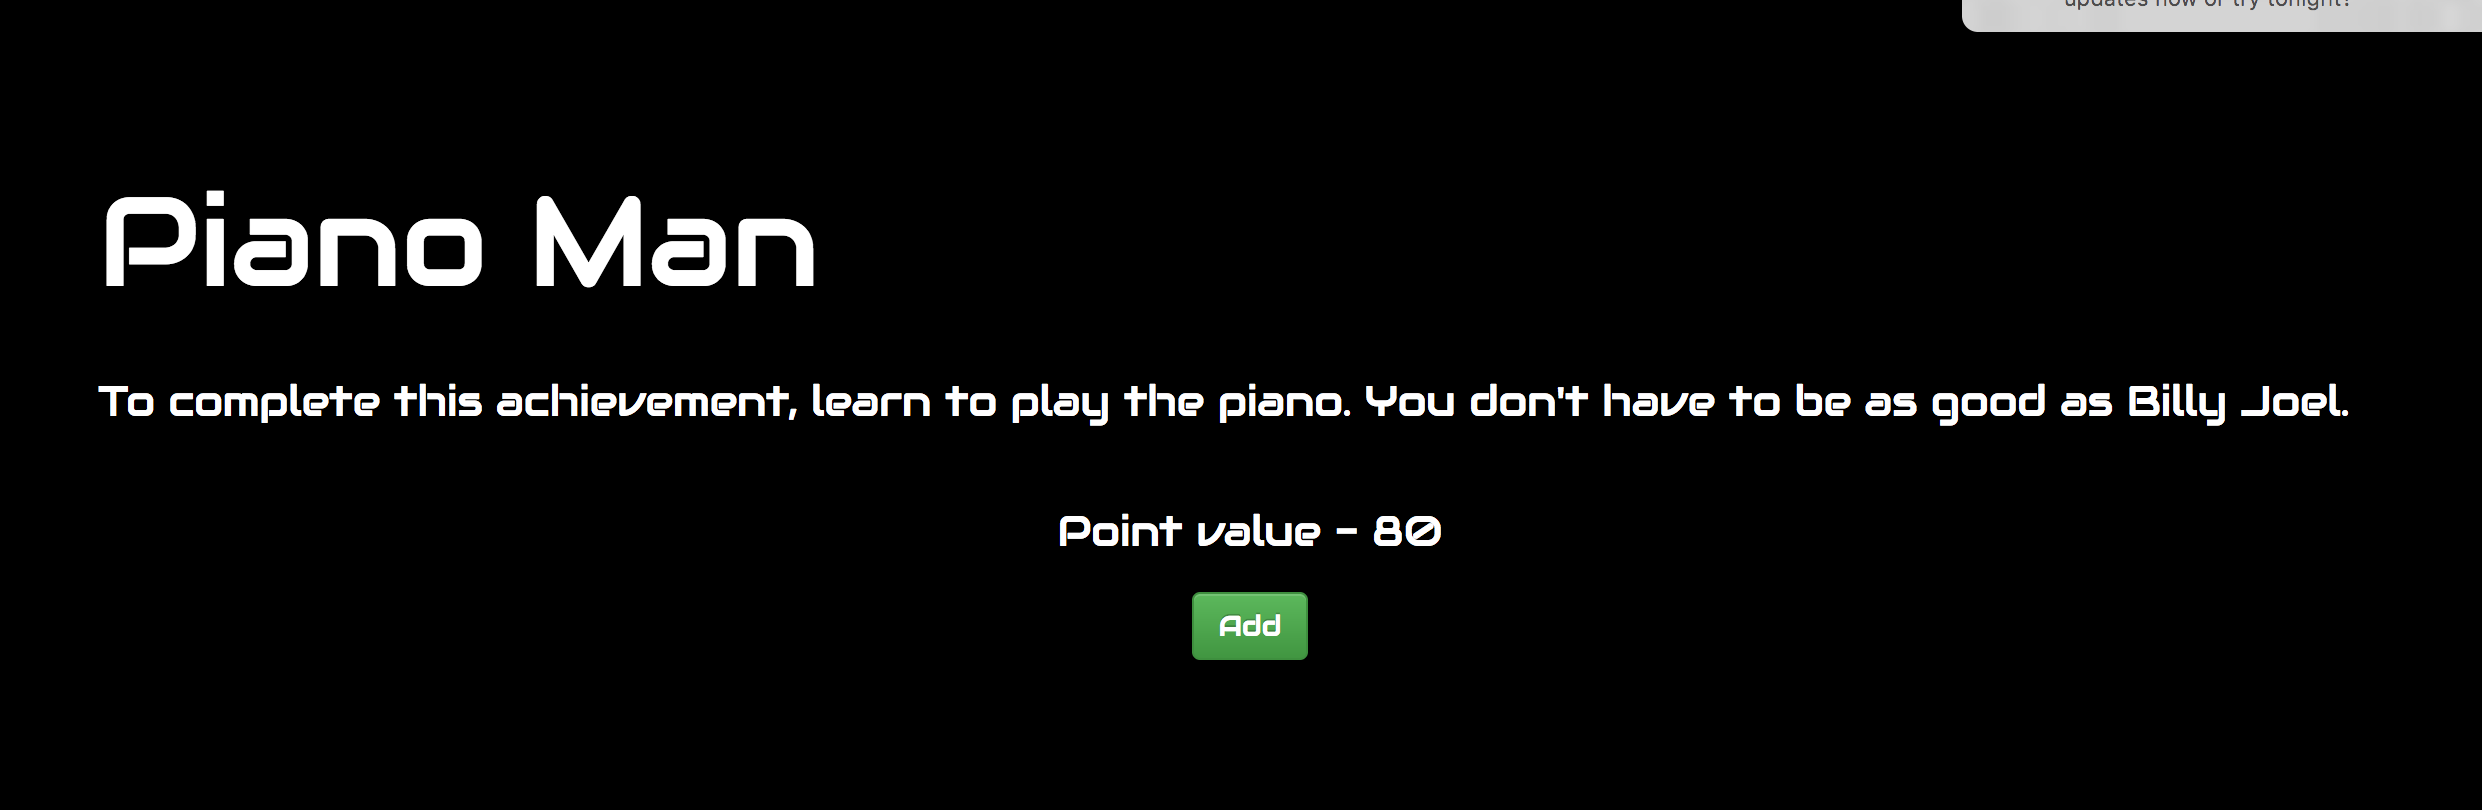 updates now or try tonight?
Piano Man
To complete this achievement, learn to play the piano. You don't have to be as good as Billy Joel.
Point value - 80
Add